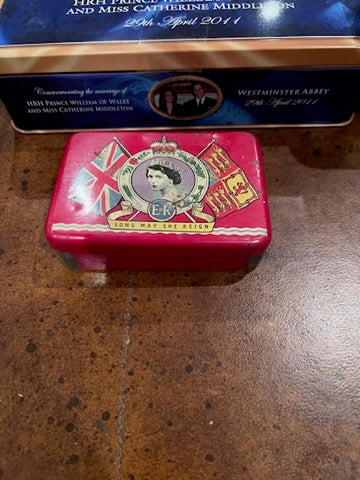 HRH PRINCE WILLIAM
AND MISS CATHERINE MIDDLETON
29th April 2011
Commemorating the marriage of
HRH PRINCE WILLIAM OF WALES
AND MISS CATHERINE MIDDLETON
WESTMINSTER ABBEY
29th April 2011
E R
LONG MAY SHE REIGN